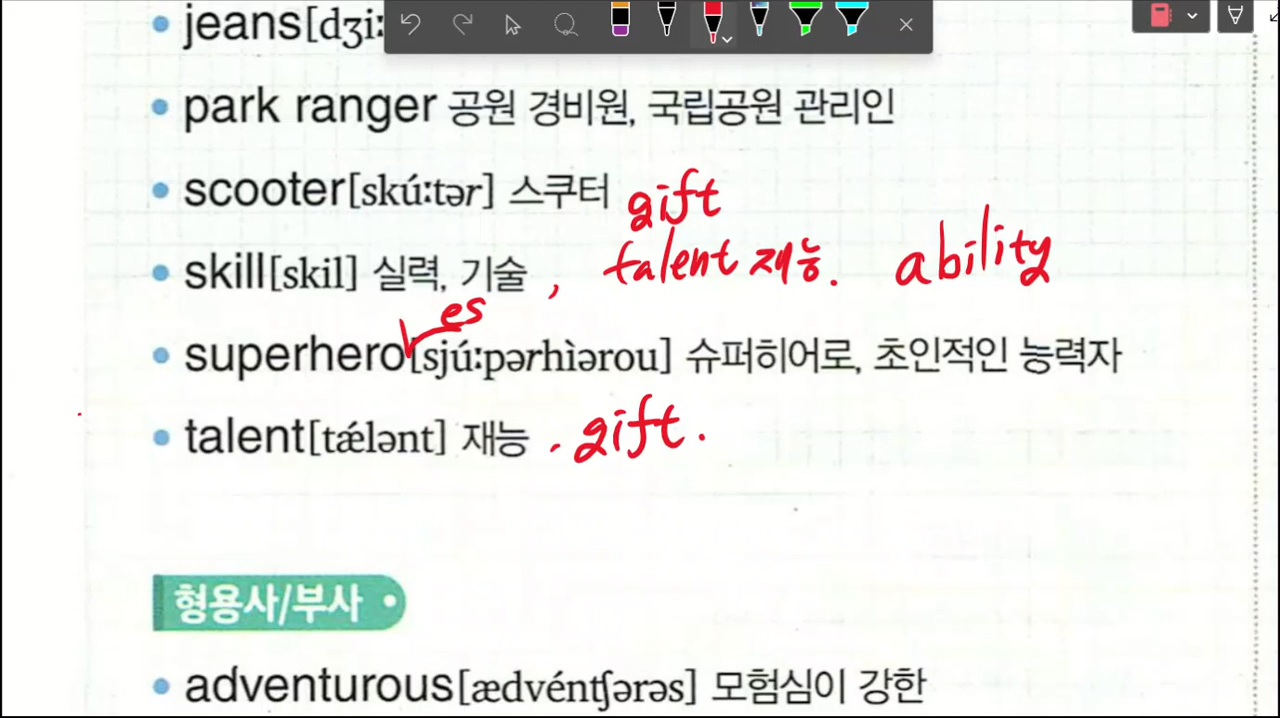 jeans[dʒiː
park ranger 공원 경비원, 국립공원 관리인
scooter[skúːtər] 스쿠터 gift
skill[skil] 실력, 기술 , talent 재능. ability
es
superhero[sjúːpərhìərou] 슈퍼히어로, 초인적인 능력자
talent[tǽlənt] 재능 . gift.
형용사/부사
adventurous[ædvéntʃərəs] 모험심이 강한